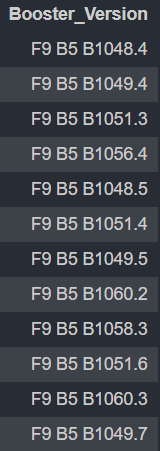 Booster_Version
F9 B5 B1048.4
F9 B5 B1049.4
F9 B5 B1051.3
F9 B5 B1056.4
F9 B5 B1048.5
F9 B5 B1051.4
F9 B5 B1049.5
F9 B5 B1060.2
F9 B5 B1058.3
F9 B5 B1051.6
F9 B5 B1060.3
F9 B5 B1049.7